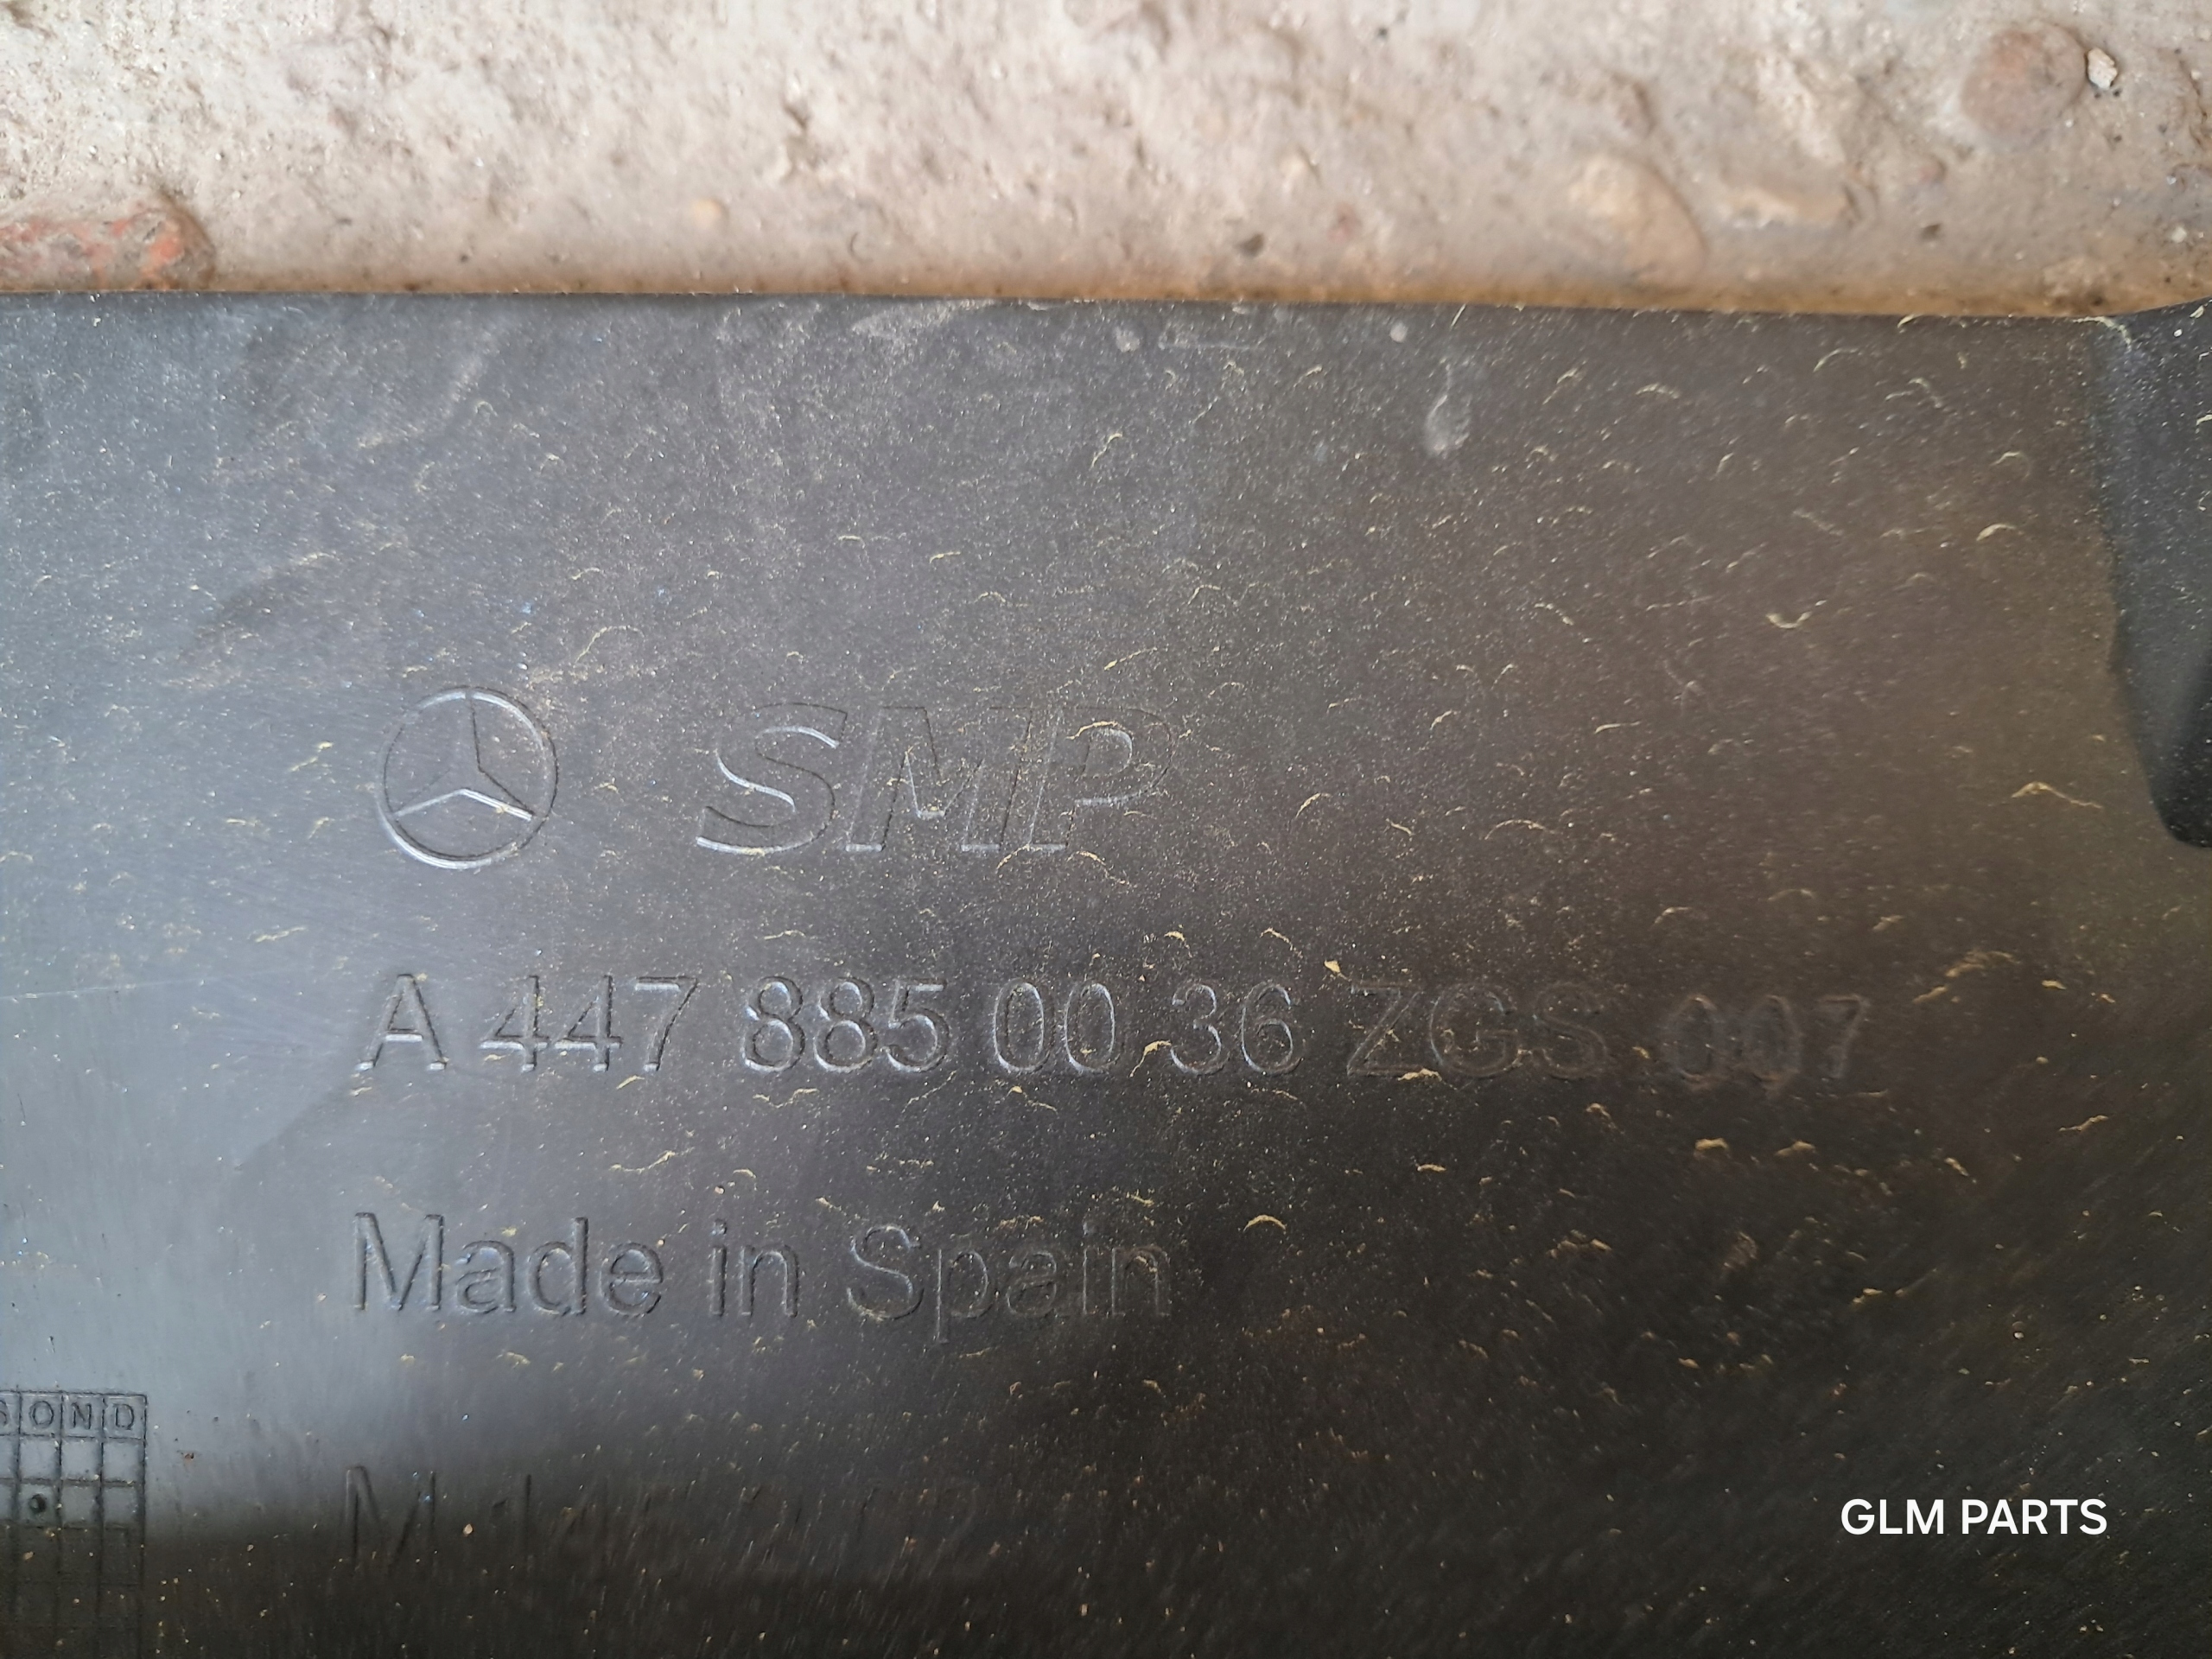 SMP
A 447 885 00 36 ZGS 007
Made in Spain
S O N D
GLM PARTS